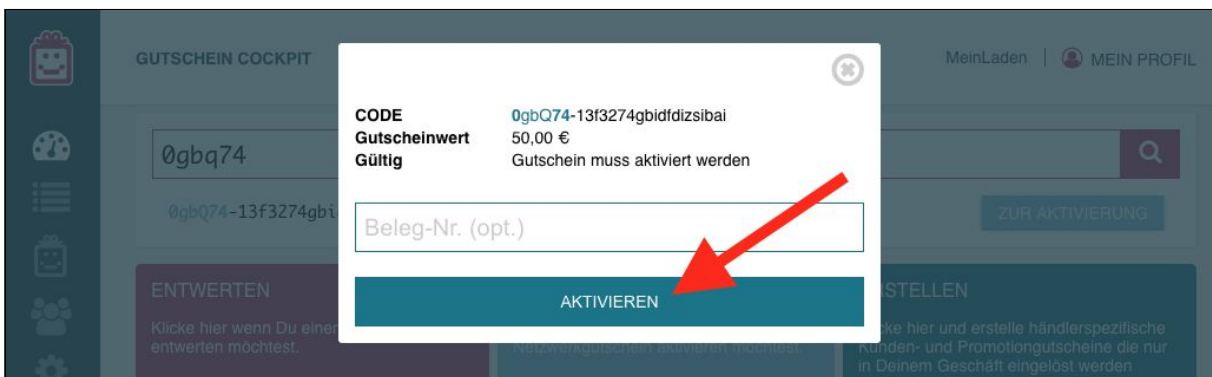 GUTSCHEIN COCKPIT
MeinLaden | MEIN PROFIL
CODE 0gbQ74-13f3274gbidfdizsibai
Gutscheinwert 50,00 €
Gültig Gutschein muss aktiviert werden
0gbq74
0gbQ74-13f3274gbi
ZUR AKTIVIERUNG
Beleg-Nr. (opt.)
AKTIVIEREN
ENTWERTEN
Klicke hier wenn Du einen
entwerten möchtest.
Netzwerkgutschein aktivieren möchtest.
STELLEN
cke hier und erstelle händlerspezifische
Kunden- und Promotiongutscheine die nur
in Deinem Geschäft eingelöst werden